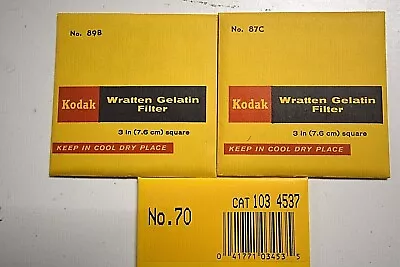 No. 89B
Kodak
Wratten Gelatin
Filter
3 in (7.6 cm) square
KEEP IN COOL DRY PLACE
No. 87C
Kodak
Wratten Gelatin
Filter
3 in (7.6 cm) square
KEEP IN COOL DRY PLACE
No.70
CAT 103 4537
0 41771 03453 5